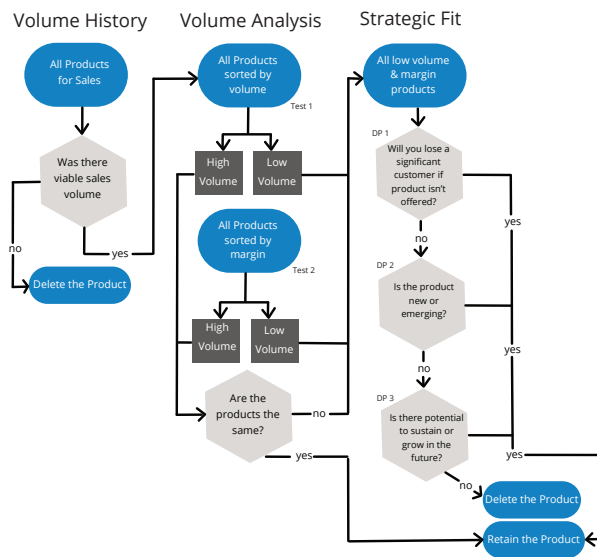 Volume History
All Products
for Sales
Was there
viable sales
volume
no
yes
Delete the Product
Volume Analysis
All Products
sorted by
volume
Test 1
High
Volume
Low
Volume
All Products
sorted by
margin
Test 2
High
Volume
Low
Volume
Are the
products the
same?
no
yes
Strategic Fit
All low volume
& margin
products
DP 1
Will you lose a
significant
customer if
product isn't
offered?
yes
no
DP 2
Is the product
new or
emerging?
yes
no
DP 3
Is there potential
to sustain or
grow in the
future?
yes
no
Delete the Product
Retain the Product